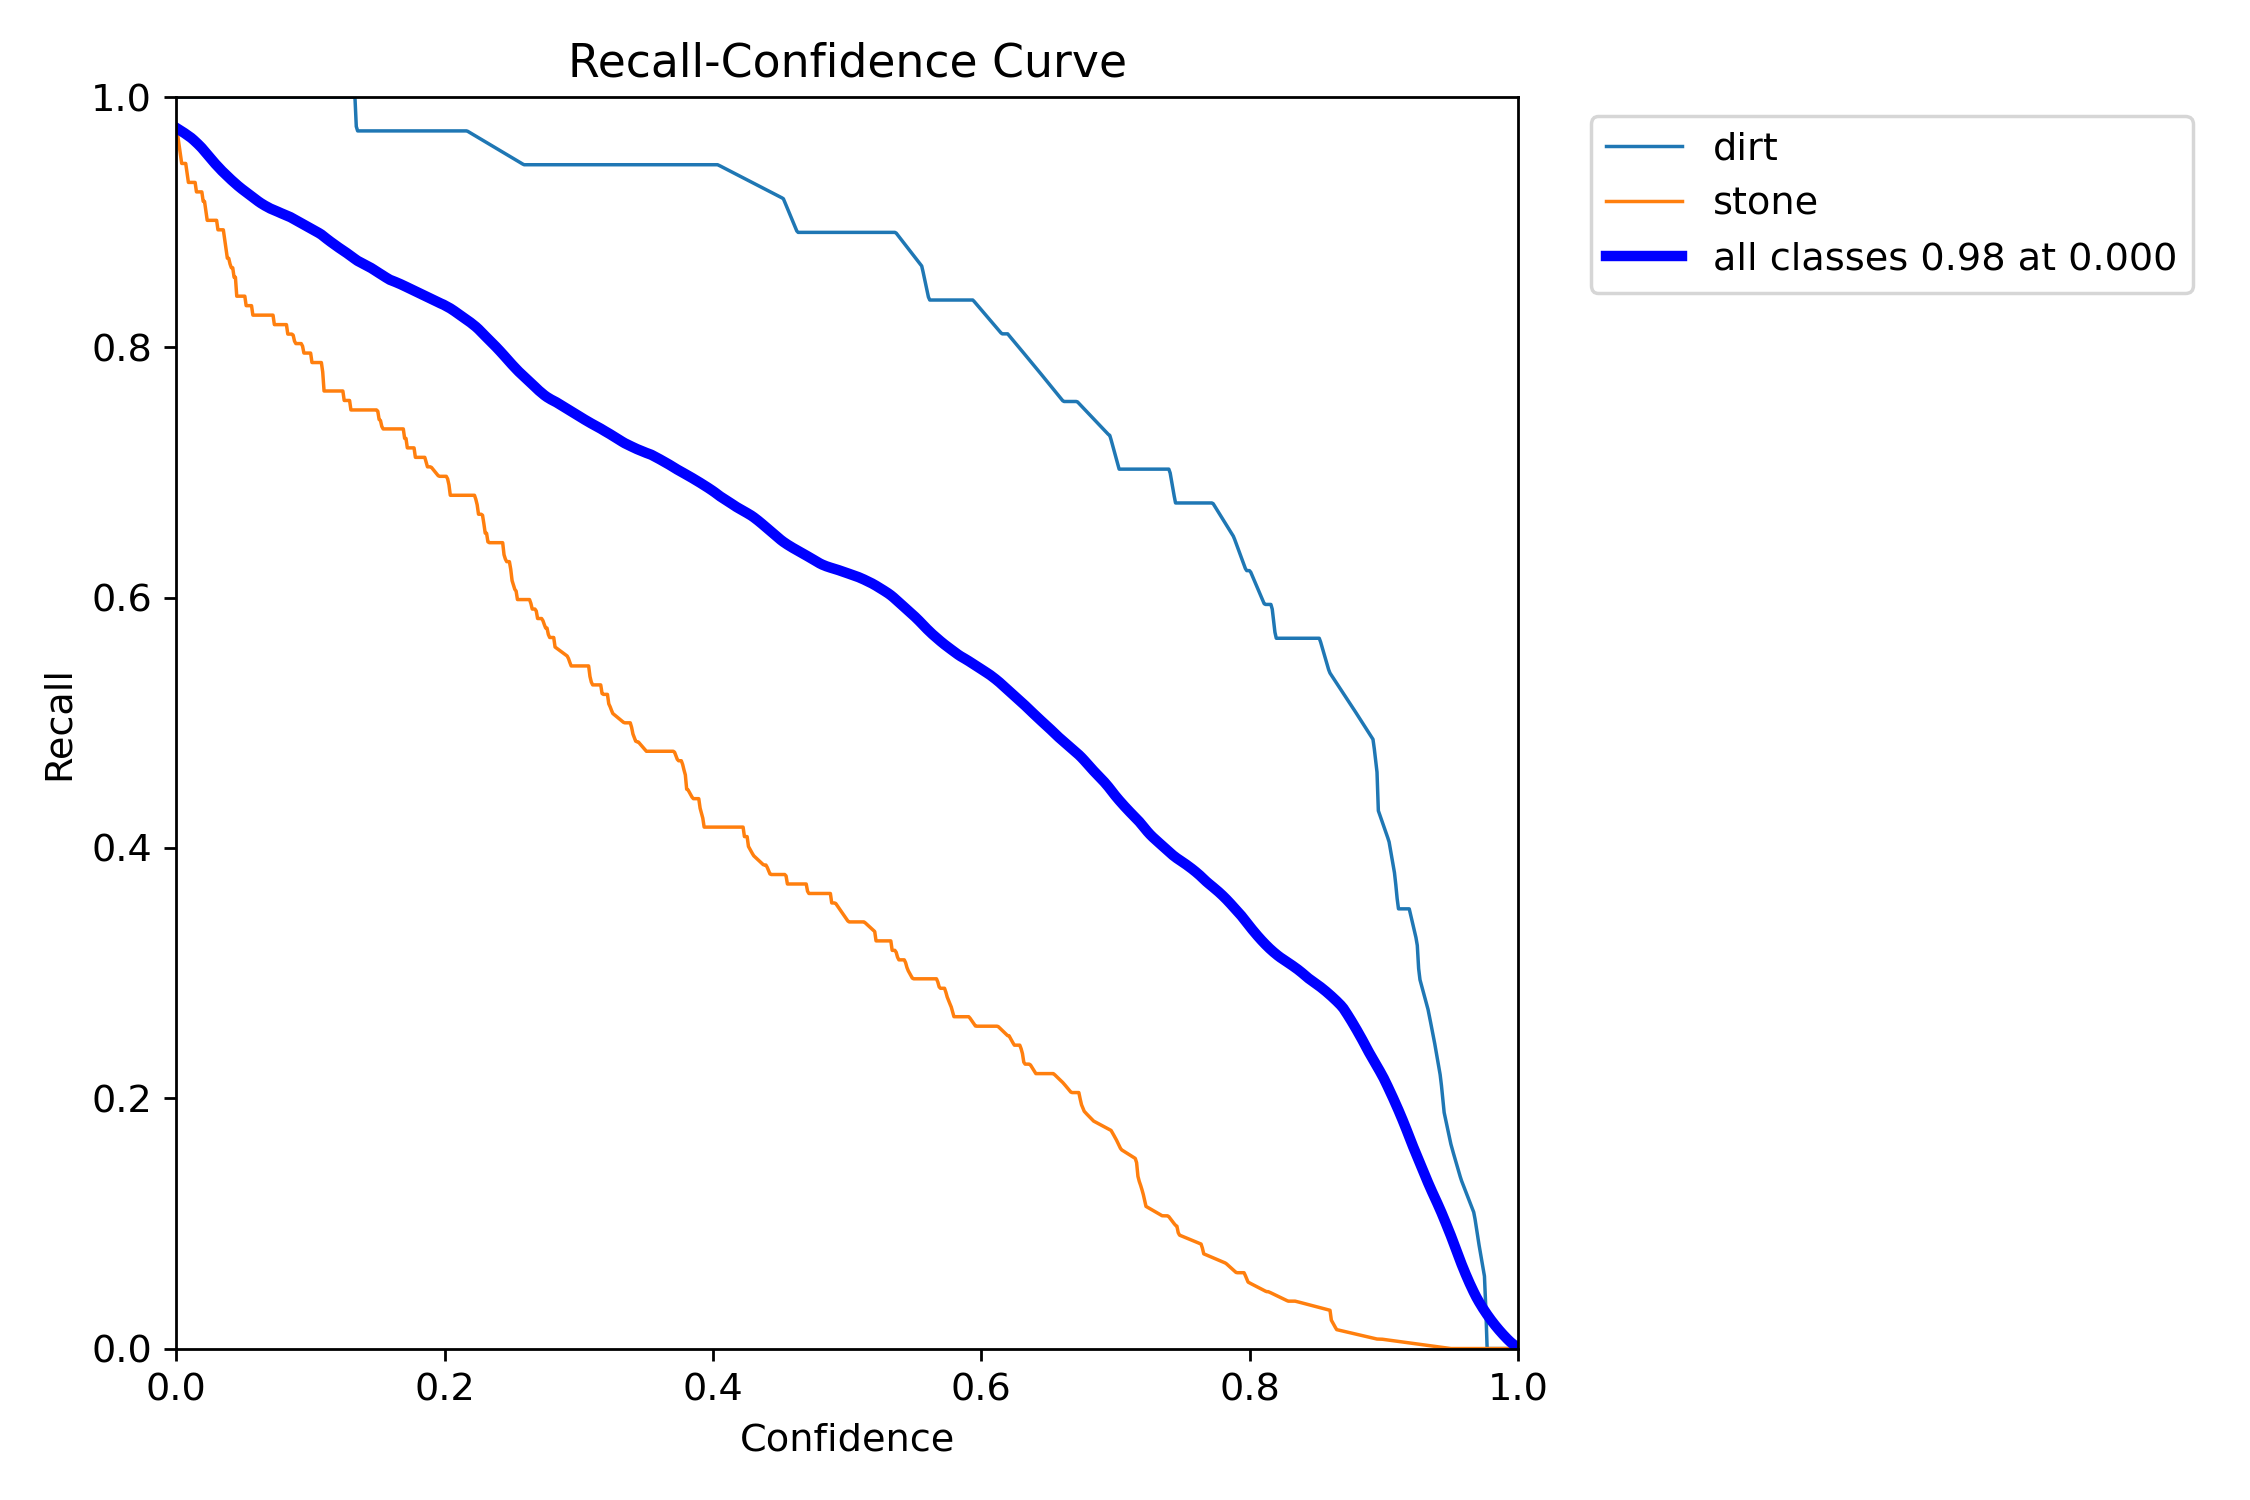 Recall-Confidence Curve
1.0
0.8
0.6
0.4
0.2
0.0
Recall
0.0 0.2 0.4 0.6 0.8 1.0
Confidence
dirt
stone
all classes 0.98 at 0.000